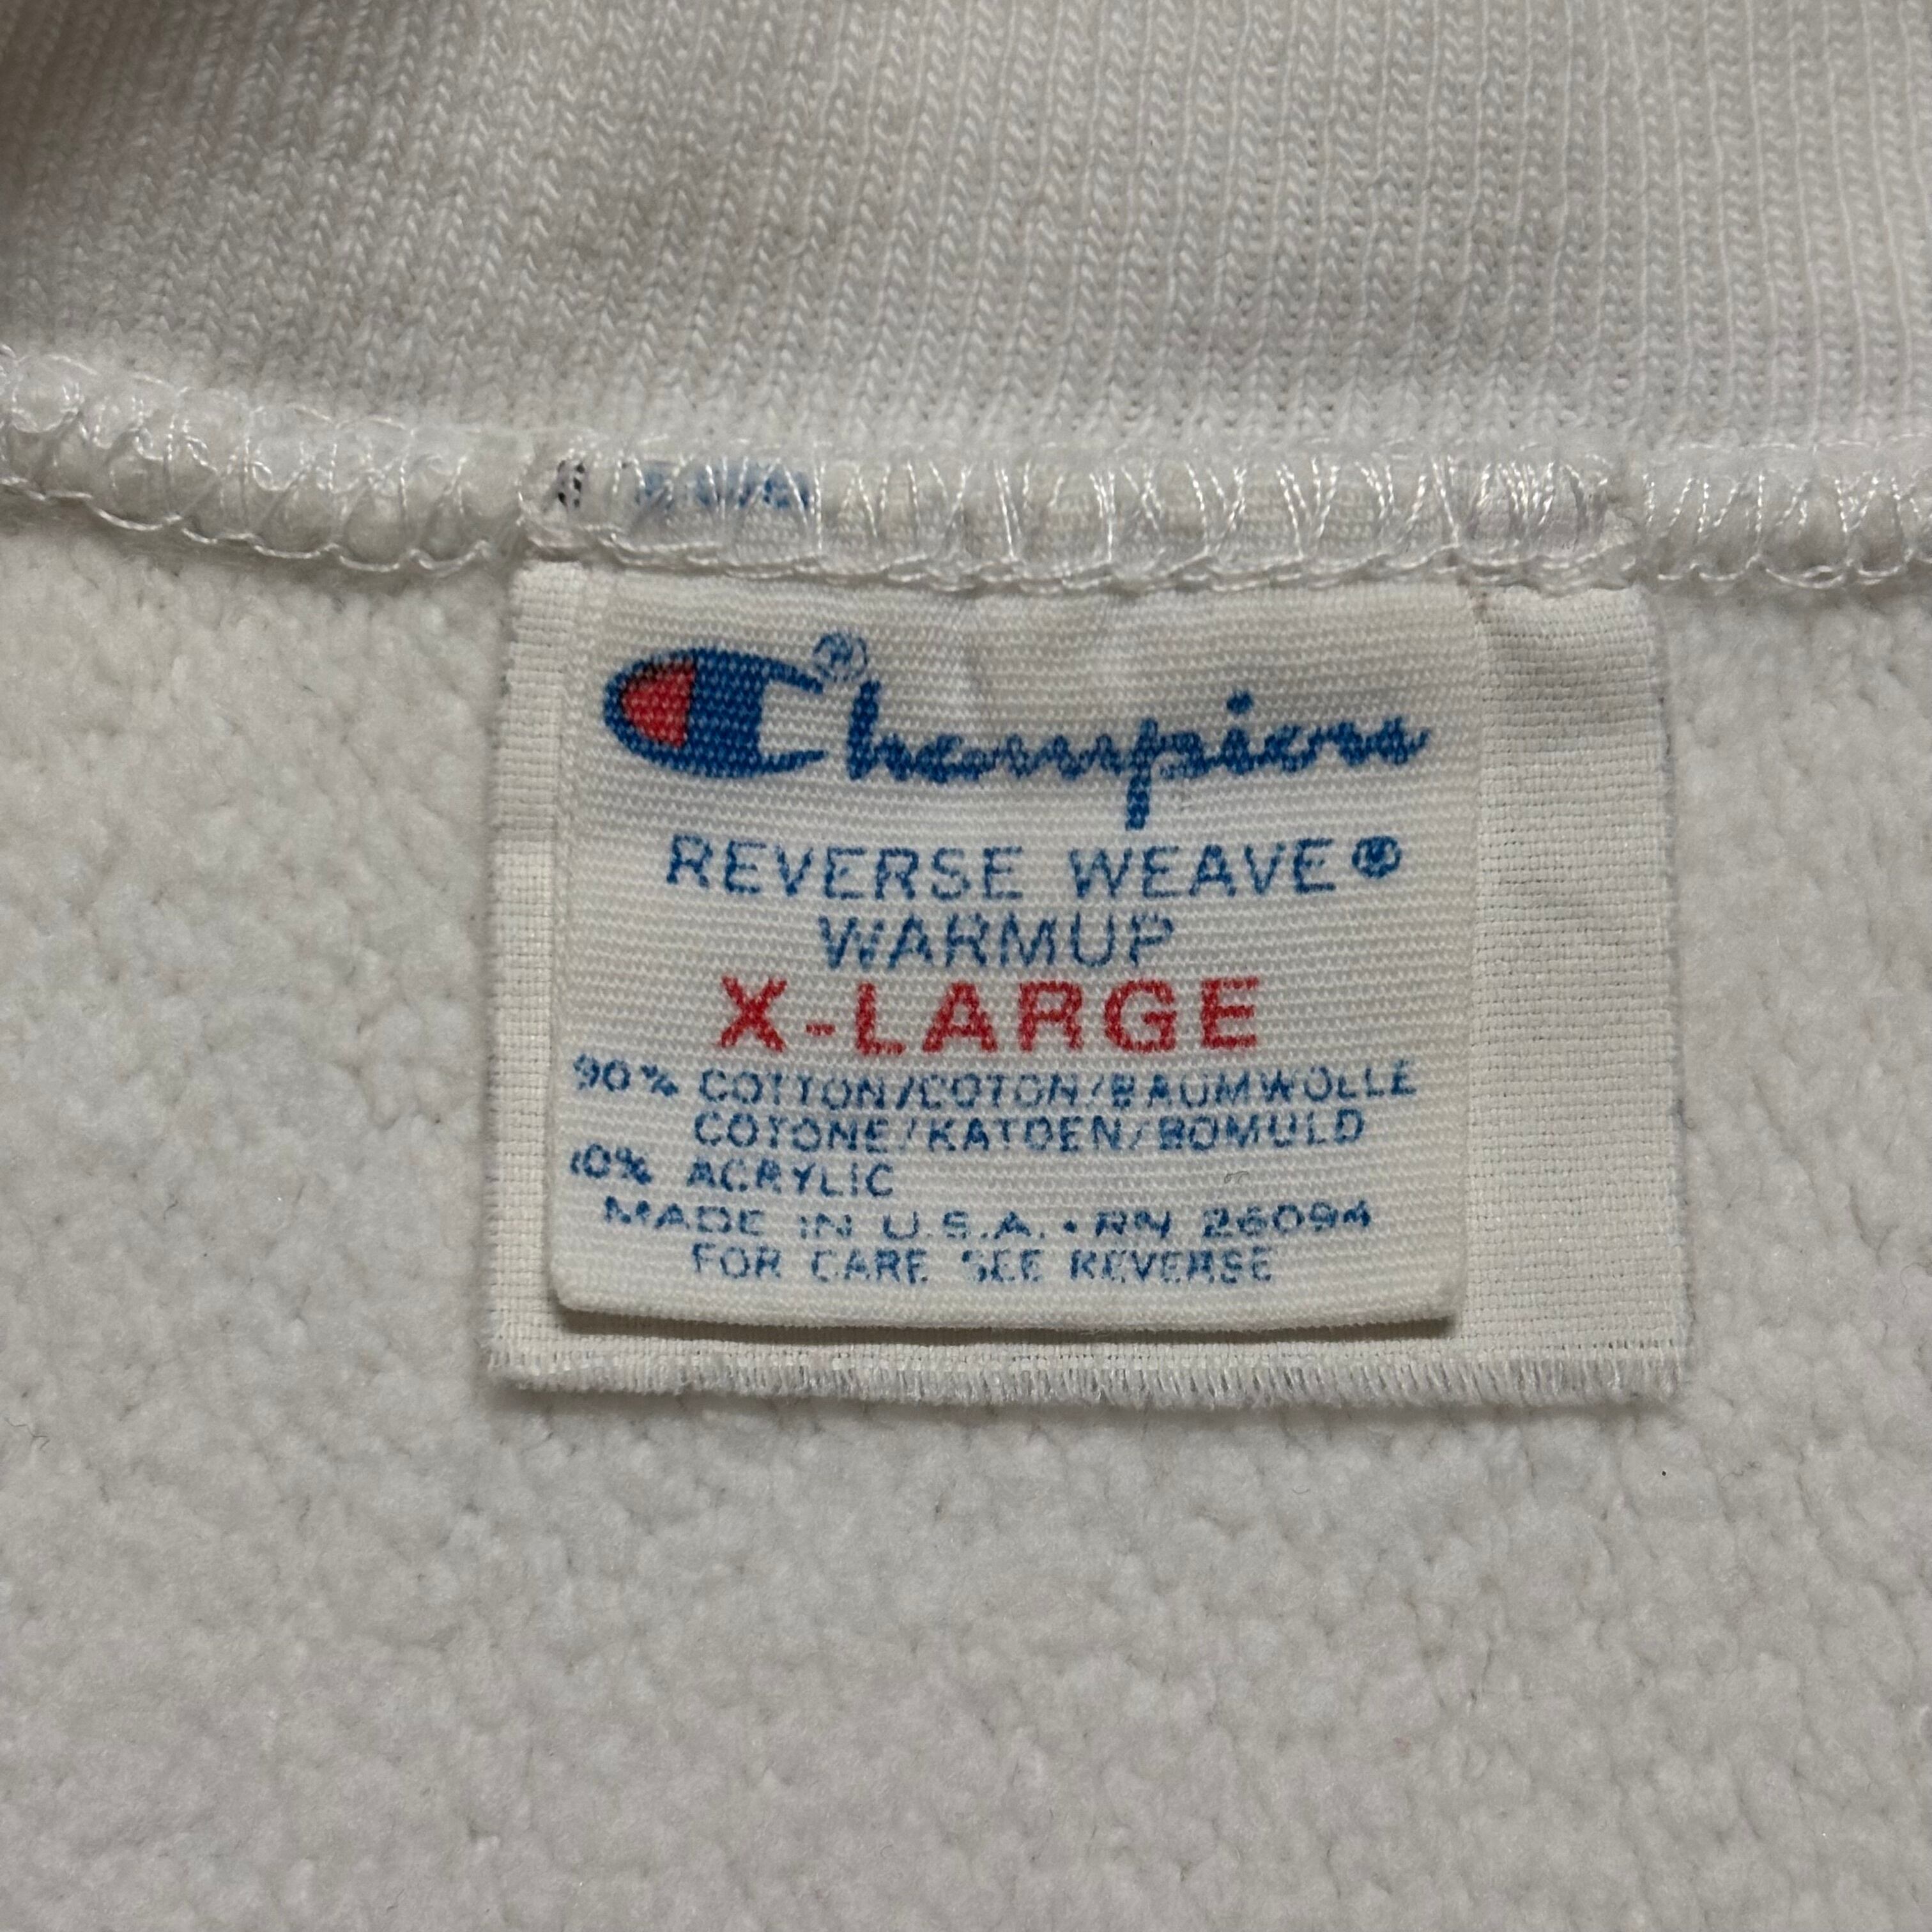 Champion®
REVERSE WEAVE®
WARMUP
X-LARGE
90% COTTON/COTON/BAUMWOLLE
COTONE/KATOEN/BOMULD
10% ACRYLIC
MADE IN U.S.A. • RN 26094
FOR CARE SEE REVERSE